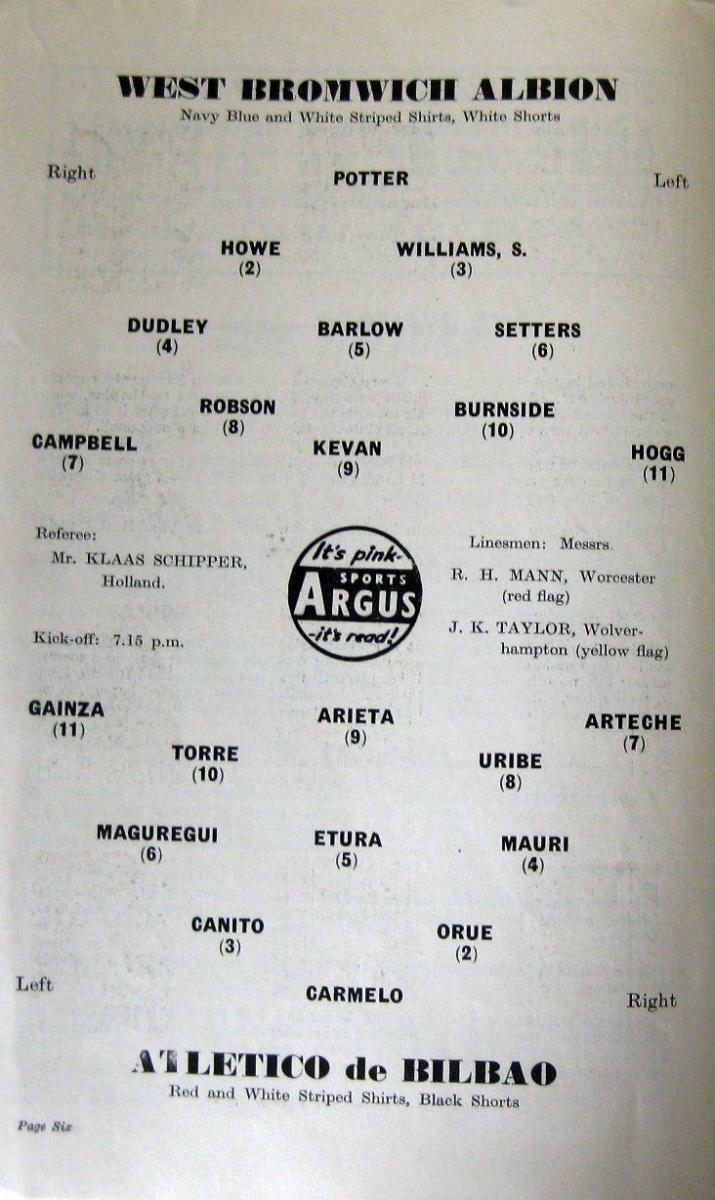 WEST BROMWICH ALBION
Navy Blue and White Striped Shirts, White Shorts
Right POTTER Left
HOWE WILLIAMS, S.
(2) (3)
DUDLEY BARLOW SETTERS
(4) (5) (6)
ROBSON BURNSIDE
(8) (10)
CAMPBELL KEVAN HOGG
(7) (9) (11)
Referee:
Mr. KLAAS SCHIPPER,
Holland.
Kick-off: 7.15 p.m.
It's pink-
SPORTS
ARGUS
-it's read!
Linesmen: Messrs.
R. H. MANN, Worcester
(red flag)
J. K. TAYLOR, Wolver-
hampton (yellow flag)
GAINZA ARIETA ARTECHE
(11) (9) (7)
TORRE URIBE
(10) (8)
MAGUREGUI ETURA MAURI
(6) (5) (4)
CANITO ORUE
(3) (2)
Left CARMELO Right
ATLETICO de BILBAO
Red and White Striped Shirts, Black Shorts
Page Six